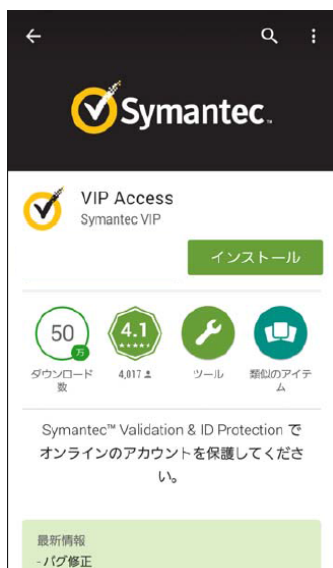 Symantec™
VIP Access
Symantec VIP
インストール
50
万
4.1
ダウンロード
数
4,017
ツール
類似のアイテ
ム
Symantec™ Validation & ID Protection で
オンラインのアカウントを保護してくださ
い。
最新情報
- バグ修正